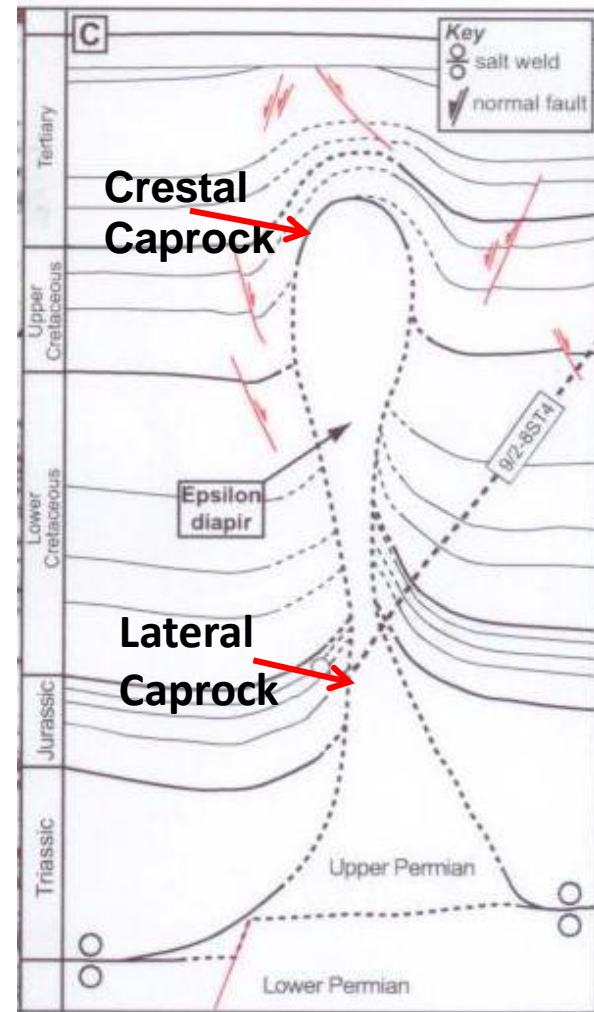 C
Key
salt weld
normal fault
Tertiary
Crestal
Caprock
Upper
Cretaceous
9/2-8ST4
Epsilon
diapir
Lower
Cretaceous
Lateral
Caprock
Jurassic
Upper Permian
Triassic
Lower Permian